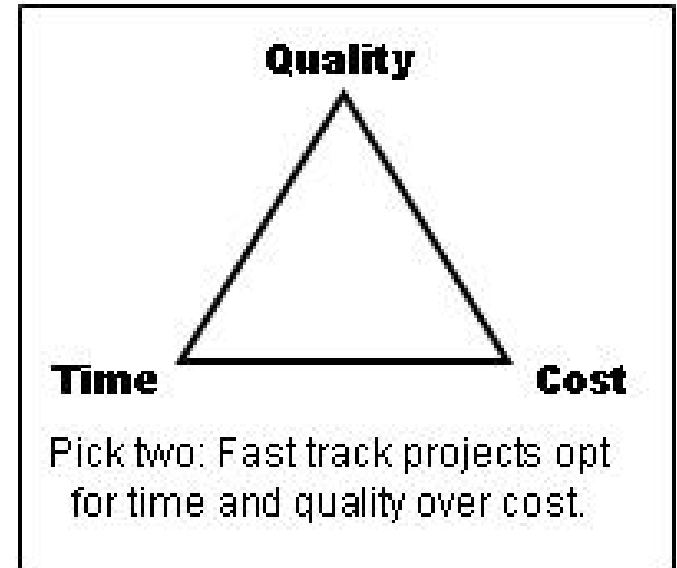 Quality
Time
Cost
Pick two: Fast track projects opt
for time and quality over cost.